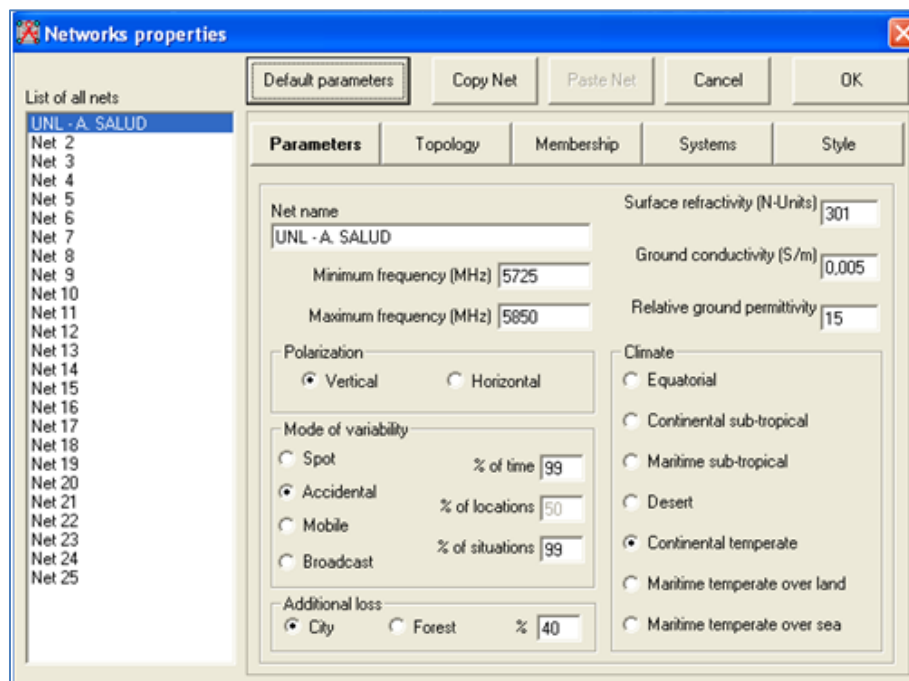 Networks properties
Default parameters Copy Net Paste Net Cancel OK
List of all nets
UNL - A. SALUD
Net 2
Net 3
Net 4
Net 5
Net 6
Net 7
Net 8
Net 9
Net 10
Net 11
Net 12
Net 13
Net 14
Net 15
Net 16
Net 17
Net 18
Net 19
Net 20
Net 21
Net 22
Net 23
Net 24
Net 25
Parameters Topology Membership Systems Style
Net name
UNL - A. SALUD
Minimum frequency (MHz) 5725
Maximum frequency (MHz) 5850
Surface refractivity (N-Units) 301
Ground conductivity (S/m) 0,005
Relative ground permittivity 15
Polarization
Vertical Horizontal
Mode of variability
Spot
Accidental
Mobile
Broadcast
% of time 99
% of locations 50
% of situations 99
Additional loss
City Forest % 40
Climate
Equatorial
Continental sub-tropical
Maritime sub-tropical
Desert
Continental temperate
Maritime temperate over land
Maritime temperate over sea